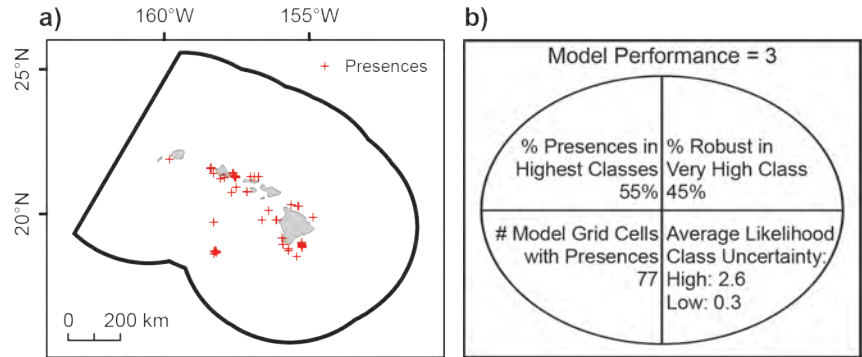 a)
160°W
155°W
25°N
20°N
+ Presences
0 200 km
b)
Model Performance = 3
% Presences in
Highest Classes
55%
% Robust in
Very High Class
45%
# Model Grid Cells
with Presences
77
Average Likelihood
Class Uncertainty:
High: 2.6
Low: 0.3